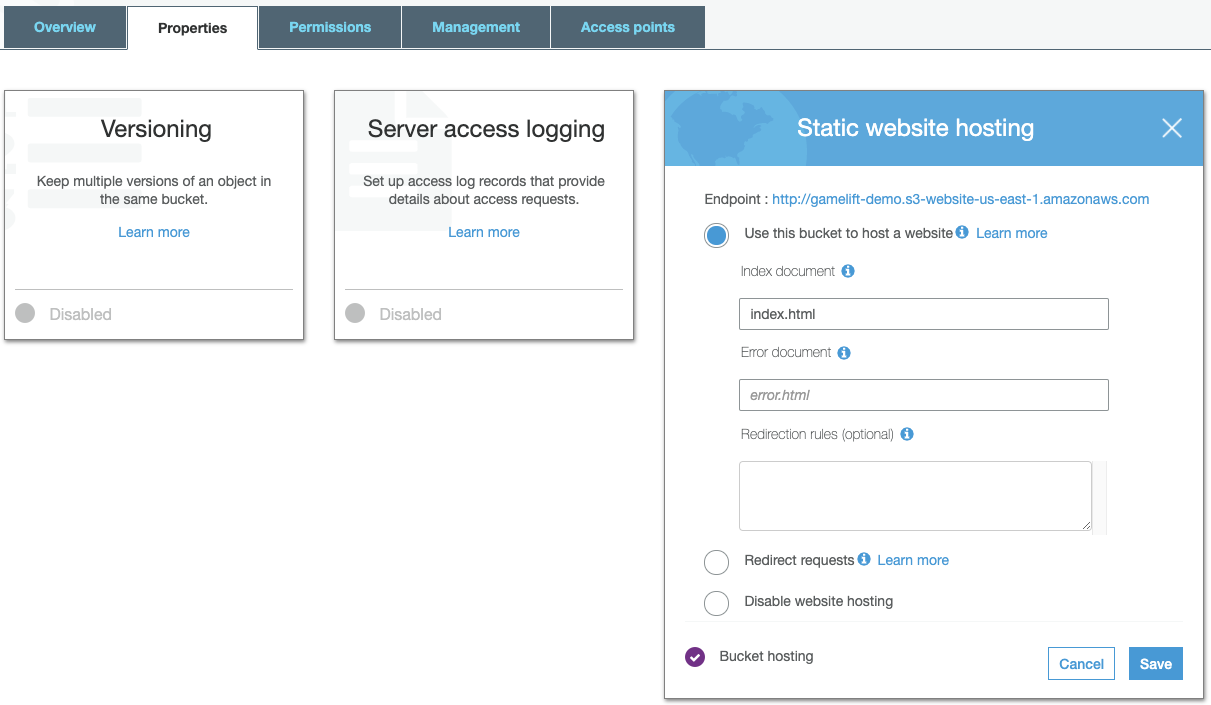 Overview
Properties
Permissions
Management
Access points
Versioning
Keep multiple versions of an object in
the same bucket.
Learn more
Disabled
Server access logging
Set up access log records that provide
details about access requests.
Learn more
Disabled
Static website hosting
Endpoint : http://gamelift-demo.s3-website-us-east-1.amazonaws.com
Use this bucket to host a website Learn more
Index document
index.html
Error document
error.html
Redirection rules (optional)
Redirect requests Learn more
Disable website hosting
Bucket hosting
Cancel
Save